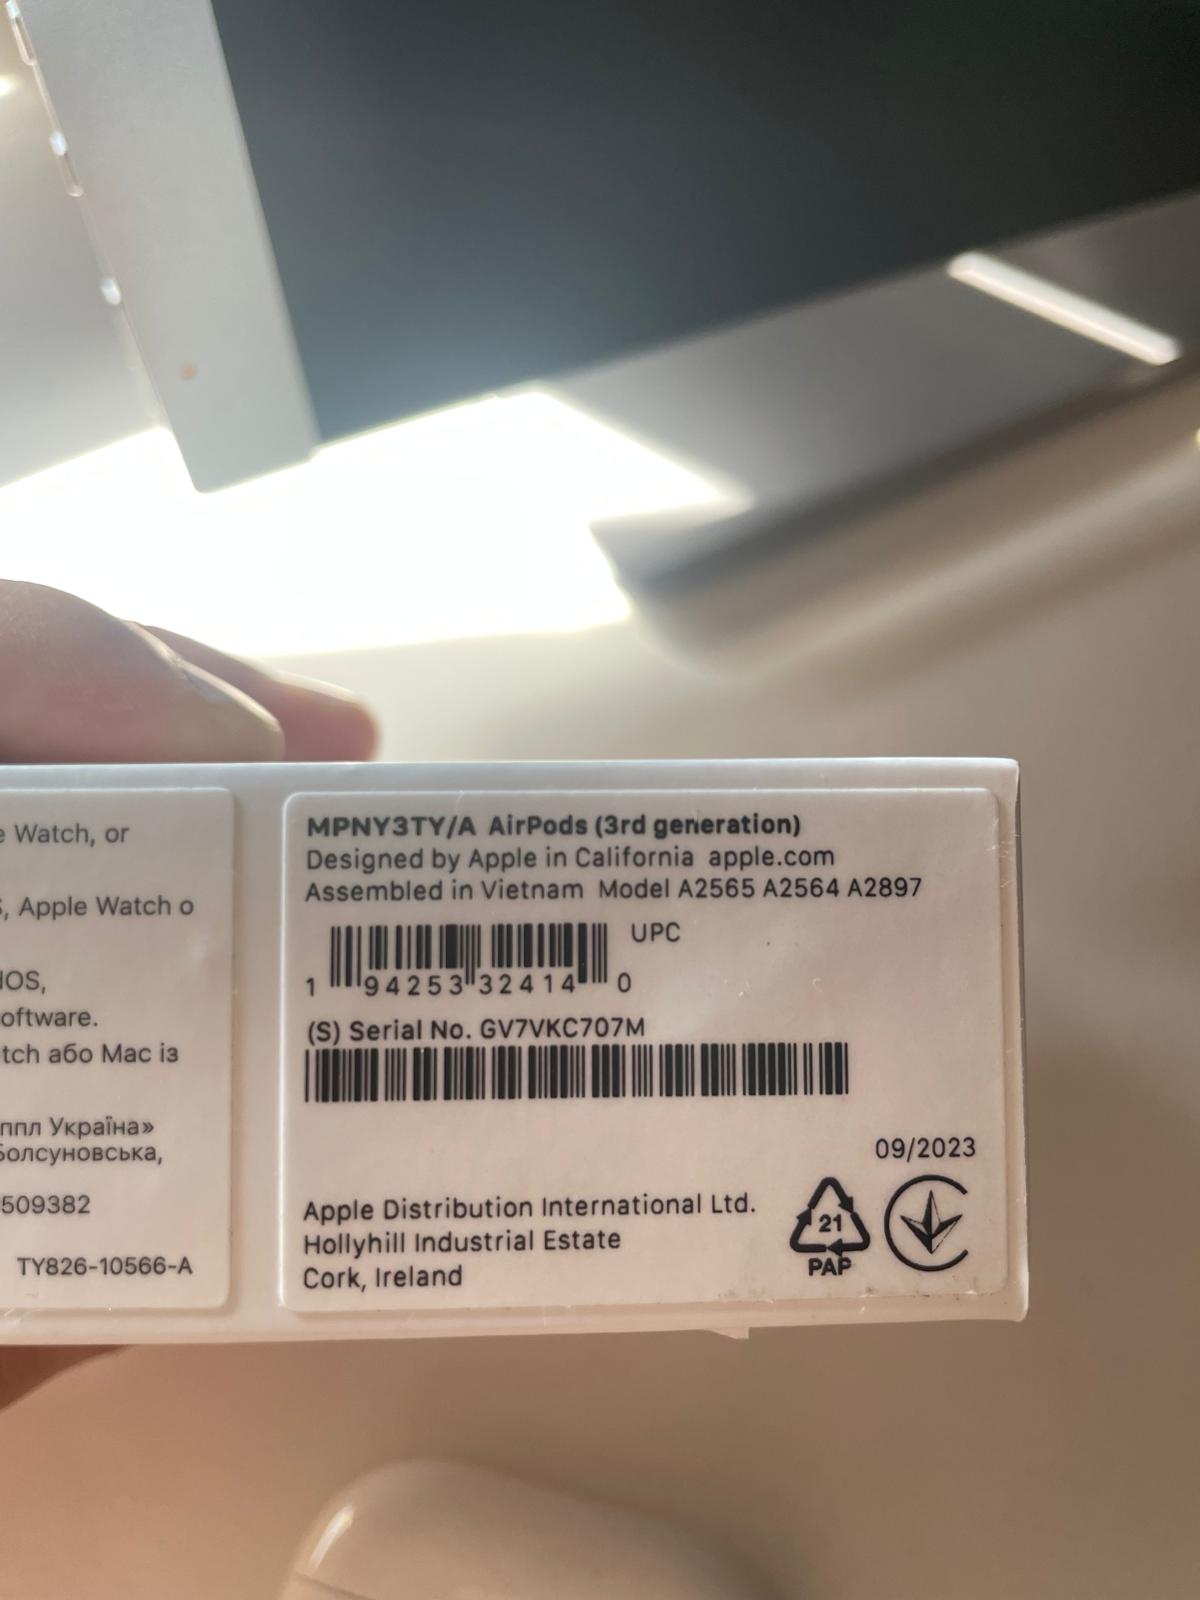 e Watch, or
S, Apple Watch o
OS,
oftware.
tch або Mac із
ппл Україна»
Болсуновська,
509382
TY826-10566-A
MPNY3TY/A AirPods (3rd generation)
Designed by Apple in California apple.com
Assembled in Vietnam Model A2565 A2564 A2897
UPC
1 94253 32414 0
(S) Serial No. GV7VKC707M
09/2023
Apple Distribution International Ltd.
Hollyhill Industrial Estate
Cork, Ireland
21
PAP